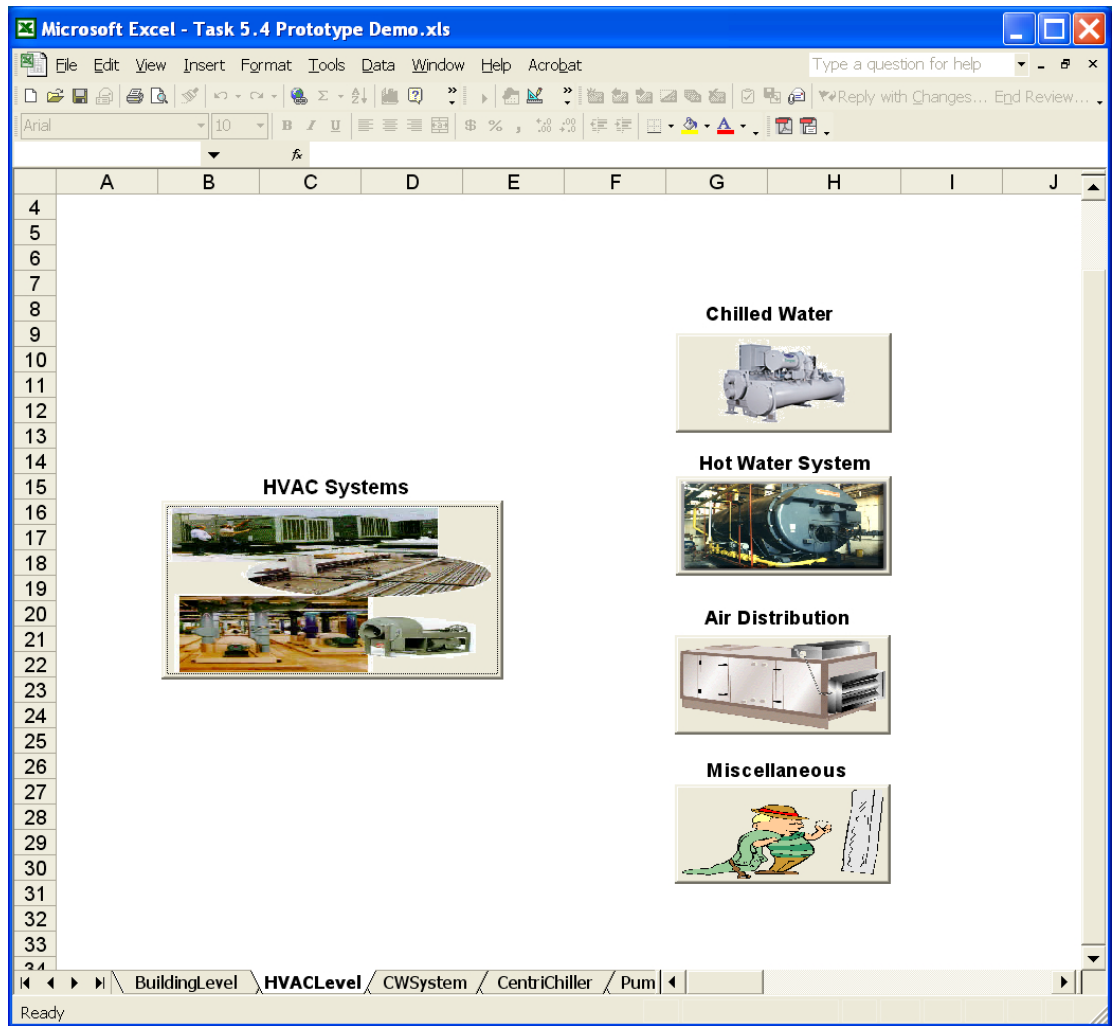 Microsoft Excel - Task 5.4 Prototype Demo.xls
File Edit View Insert Format Tools Data Window Help Acrobat Type a question for help
Reply with Changes... End Review...
Arial 10 B I U $ % ,
fx
A B C D E F G H I J
4
5
6
7
8
Chilled Water
9
10
11
12
13
14
Hot Water System
15
HVAC Systems
16
17
18
19
20
Air Distribution
21
22
23
24
25
26
Miscellaneous
27
28
29
30
31
32
33
34
BuildingLevel HVACLevel CWSystem CentriChiller Pum
Ready